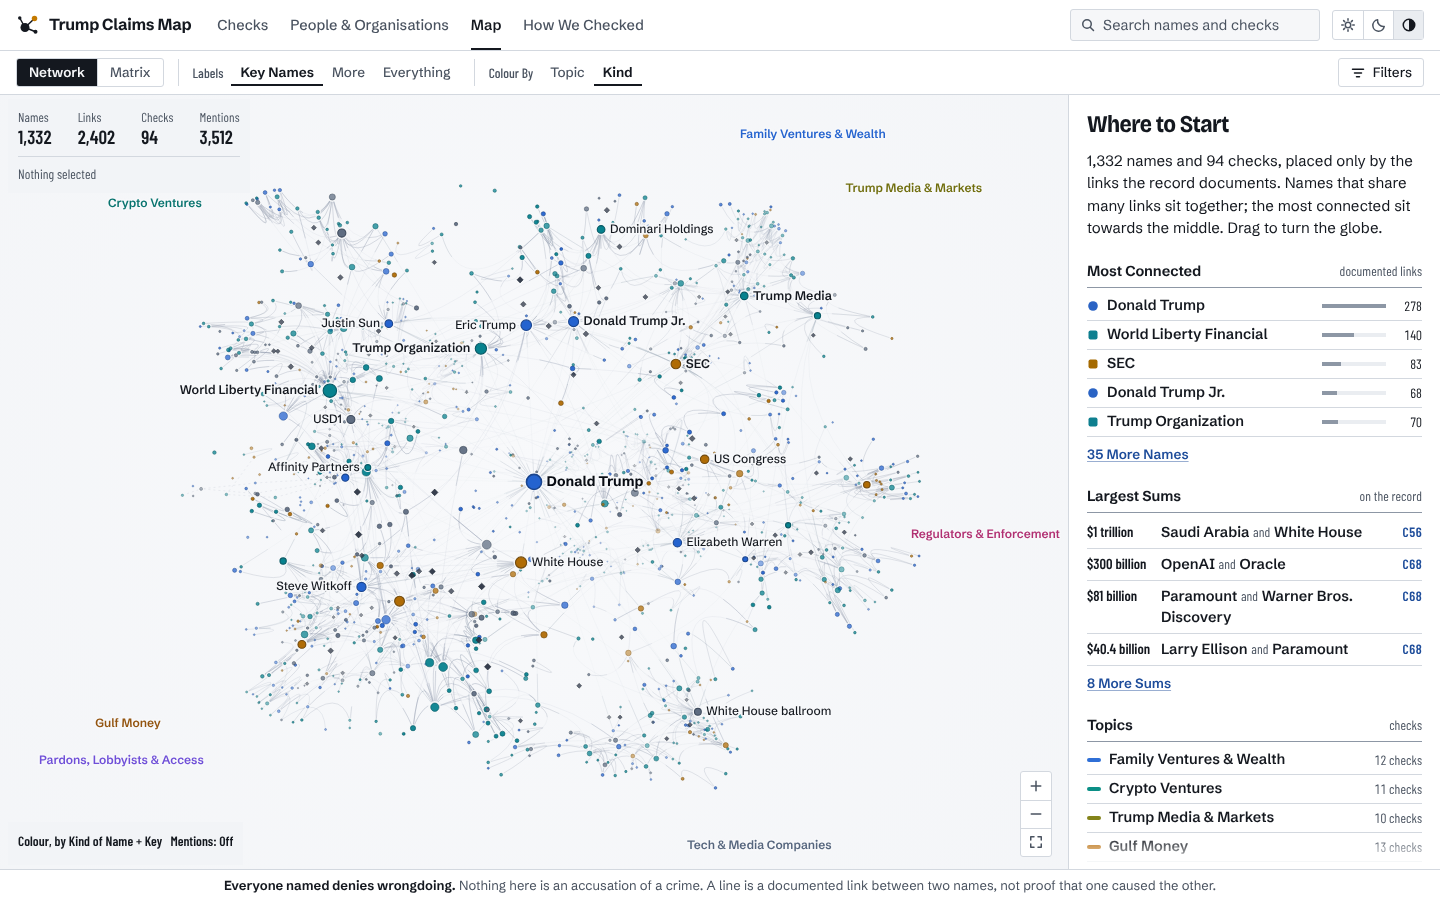 Trump Claims Map
Checks
People & Organisations
Map
How We Checked
Search names and checks
Network
Matrix
Labels
Key Names
More
Everything
Colour By
Topic
Kind
Filters
Names
Links
Checks
Mentions
1,332
2,402
94
3,512
Nothing selected
Family Ventures & Wealth
Trump Media & Markets
Crypto Ventures
Dominari Holdings
Trump Media
Justin Sun
Eric Trump
Donald Trump Jr.
Trump Organization
SEC
World Liberty Financial
USD1
Affinity Partners
US Congress
Donald Trump
Regulators & Enforcement
Elizabeth Warren
White House
Steve Witkoff
White House ballroom
Gulf Money
Pardons, Lobbyists & Access
Tech & Media Companies
Colour, by Kind of Name + Key
Mentions: Off
Where to Start
1,332 names and 94 checks, placed only by the
links the record documents. Names that share
many links sit together; the most connected sit
towards the middle. Drag to turn the globe.
Most Connected
documented links
Donald Trump 278
World Liberty Financial 140
SEC 83
Donald Trump Jr. 68
Trump Organization 70
35 More Names
Largest Sums
on the record
$1 trillion Saudi Arabia and White House C56
$300 billion OpenAI and Oracle C68
$81 billion Paramount and Warner Bros. C68
Discovery
$40.4 billion Larry Ellison and Paramount C68
8 More Sums
Topics
checks
Family Ventures & Wealth 12 checks
Crypto Ventures 11 checks
Trump Media & Markets 10 checks
Gulf Money 13 checks
Everyone named denies wrongdoing. Nothing here is an accusation of a crime. A line is a documented link between two names, not proof that one caused the other.